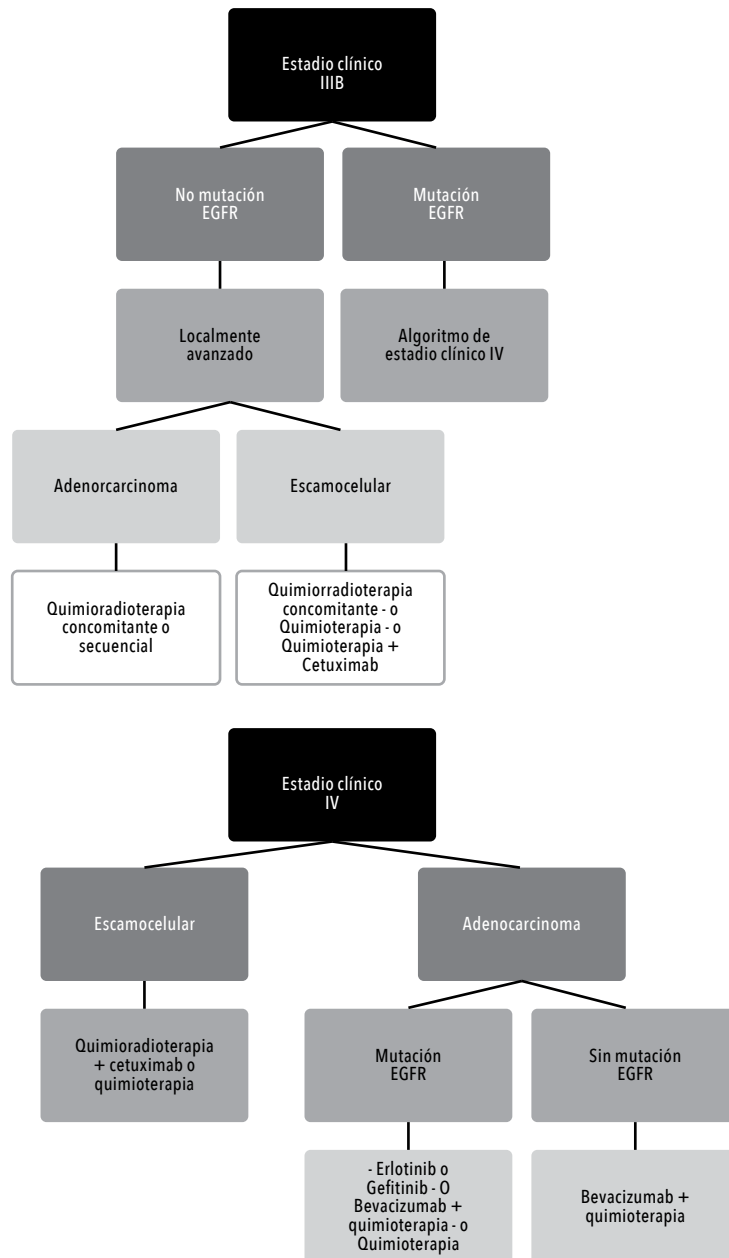 Estadio clínico
IIIB
No mutación
EGFR
Mutación
EGFR
Localmente
avanzado
Algoritmo de
estadio clínico IV
Adenorcarcinoma
Escamocelular
Quimioradioterapia
concomitante o
secuencial
Quimiorradioterapia
concomitante - o
Quimioterapia - o
Quimioterapia +
Cetuximab
Estadio clínico
IV
Escamocelular
Adenocarcinoma
Quimioradioterapia
+ cetuximab o
quimioterapia
Mutación
EGFR
Sin mutación
EGFR
- Erlotinib o
Gefitinib - O
Bevacizumab +
quimioterapia - o
Quimioterapia
Bevacizumab +
quimioterapia